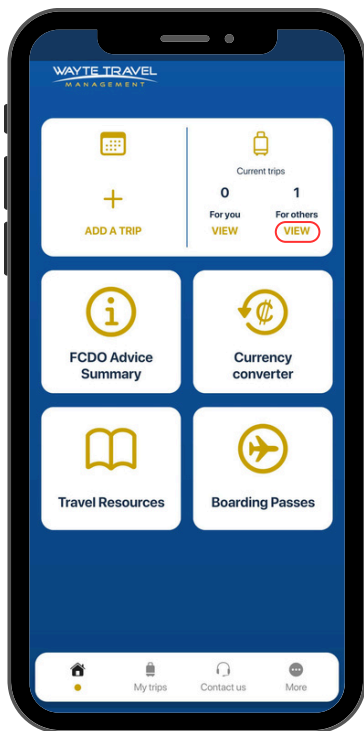 WAYTE TRAVEL
MANAGEMENT
Current trips
0 1
For you For others
ADD A TRIP VIEW VIEW
FCDO Advice
Summary
Currency
converter
Travel Resources
Boarding Passes
My trips Contact us More